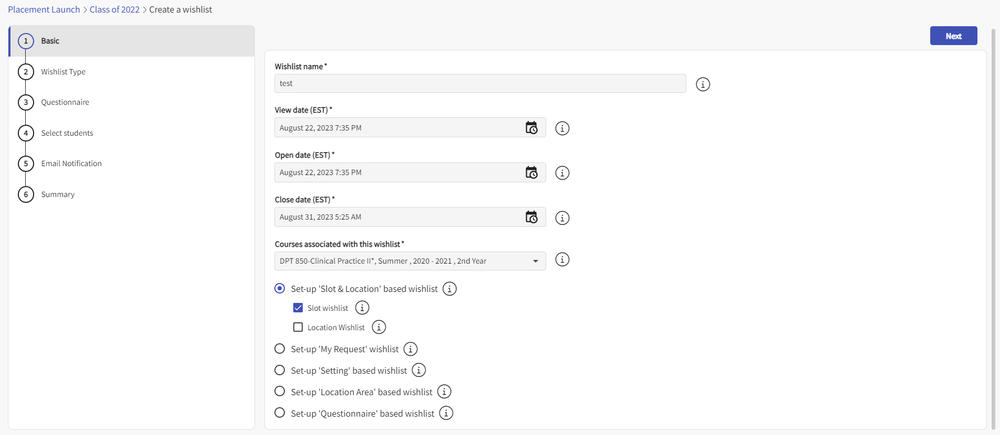 Placement Launch > Class of 2022 > Create a wishlist
Next
1 Basic
2 Wishlist Type
3 Questionnaire
4 Select students
5 Email Notification
6 Summary
Wishlist name *
test
View date (EST) *
August 22, 2023 7:35 PM
Open date (EST) *
August 22, 2023 7:35 PM
Close date (EST) *
August 31, 2023 5:25 AM
Courses associated with this wishlist *
DPT 850-Clinical Practice II*, Summer , 2020 - 2021 , 2nd Year
Set-up 'Slot & Location' based wishlist
Slot wishlist
Location Wishlist
Set-up 'My Request' wishlist
Set-up 'Setting' based wishlist
Set-up 'Location Area' based wishlist
Set-up 'Questionnaire' based wishlist